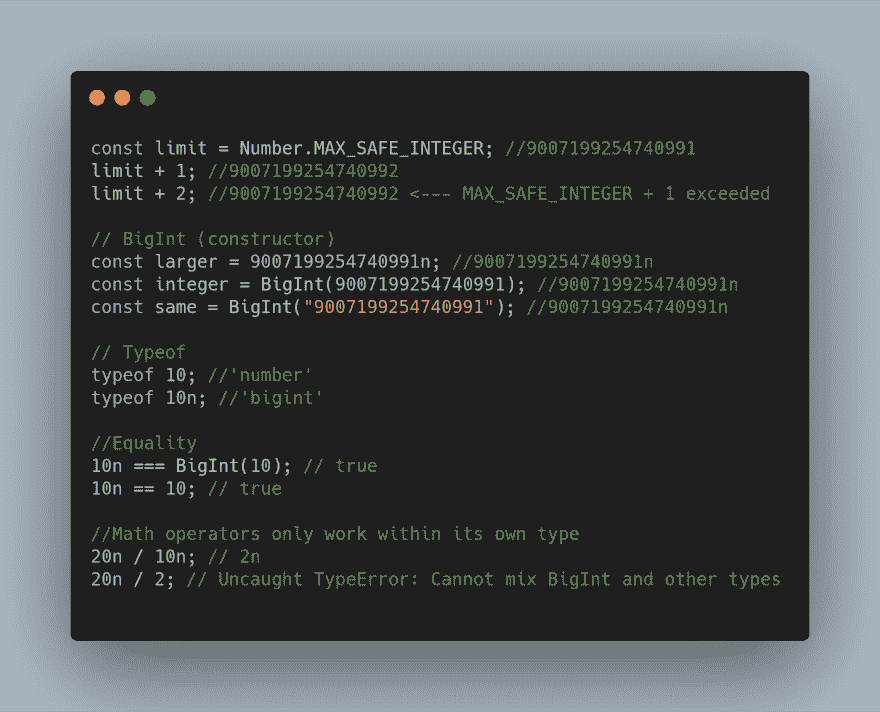 const limit = Number.MAX_SAFE_INTEGER; //9007199254740991
limit + 1; //9007199254740992
limit + 2; //9007199254740992 <--- MAX_SAFE_INTEGER + 1 exceeded
// BigInt (constructor)
const larger = 9007199254740991n; //9007199254740991n
const integer = BigInt(9007199254740991); //9007199254740991n
const same = BigInt("9007199254740991"); //9007199254740991n
// Typeof
typeof 10; //'number'
typeof 10n; //'bigint'
//Equality
10n === BigInt(10); // true
10n == 10; // true
//Math operators only work within its own type
20n / 10n; // 2n
20n / 2; // Uncaught TypeError: Cannot mix BigInt and other types